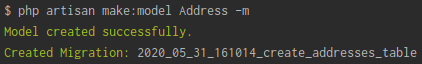 $ php artisan make:model Address -m
Model created successfully.
Created Migration: 2020_05_31_161014_create_addresses_table